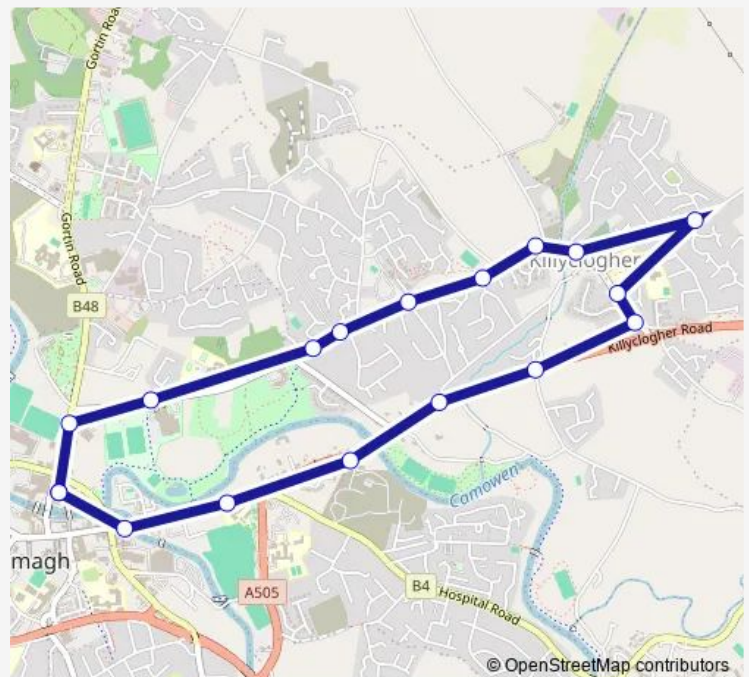 Gortin Road
Gortin Road
B48
Killyclogher
Killyclogher Road
Camowen
magh
A505
B4
Hospital Road
© OpenStreetMap contributors